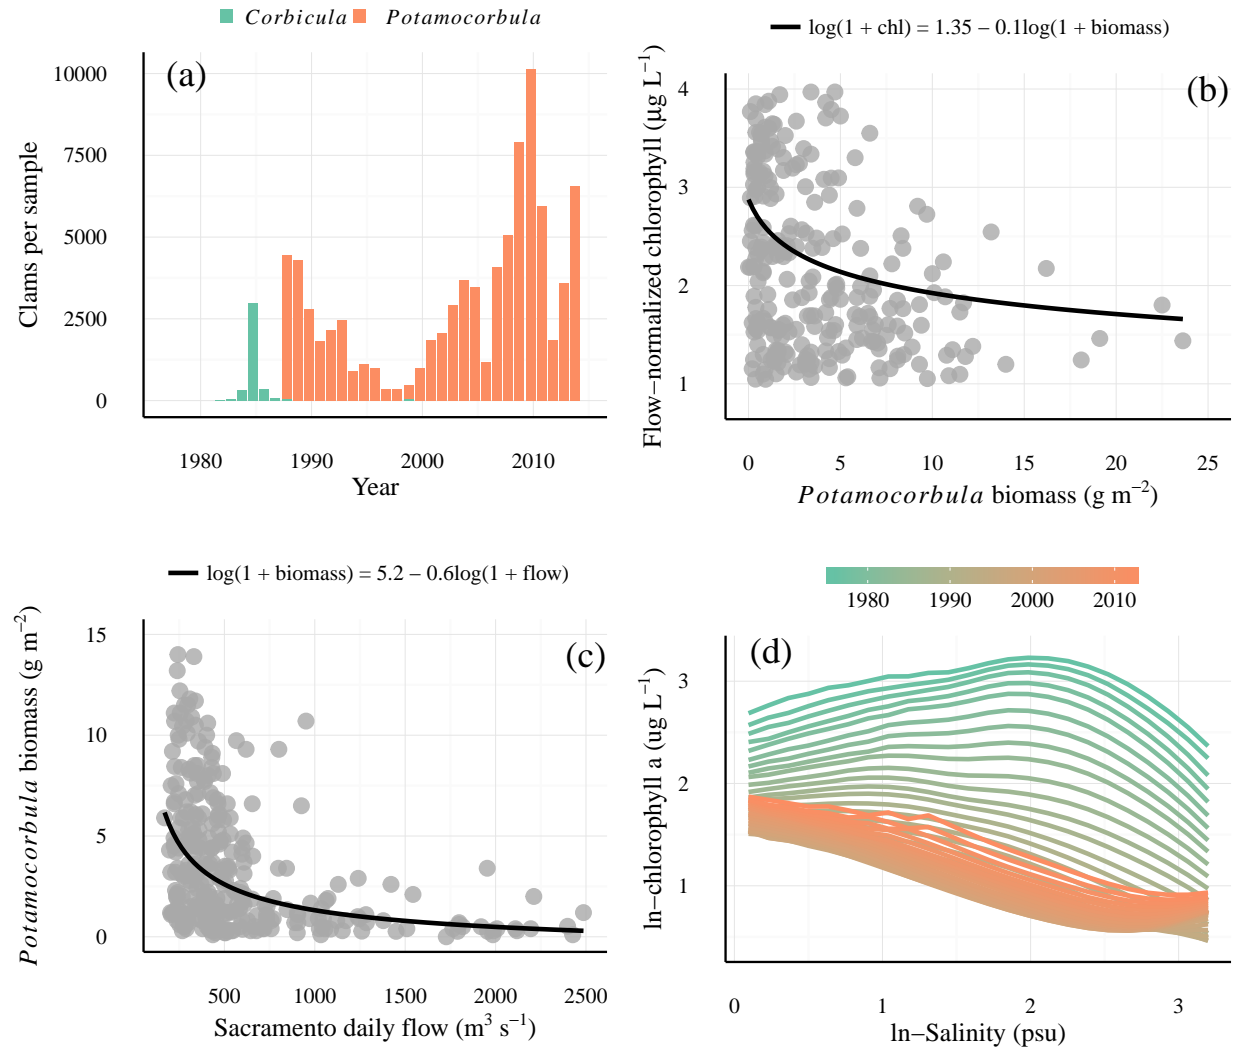 Corbicula Potamocorbula
(a)
Clams per sample
10000
7500
5000
2500
0
1980 1990 2000 2010
Year
log(1 + chl) = 1.35 − 0.1log(1 + biomass)
(b)
Flow−normalized chlorophyll (μg L−1)
4
3
2
1
0 5 10 15 20 25
Potamocorbula biomass (g m−2)
log(1 + biomass) = 5.2 − 0.6log(1 + flow)
(c)
Potamocorbula biomass (g m−2)
15
10
5
0
500 1000 1500 2000 2500
Sacramento daily flow (m3 s−1)
1980 1990 2000 2010
(d)
ln−chlorophyll a (ug L−1)
3
2
1
0 1 2 3
ln−Salinity (psu)